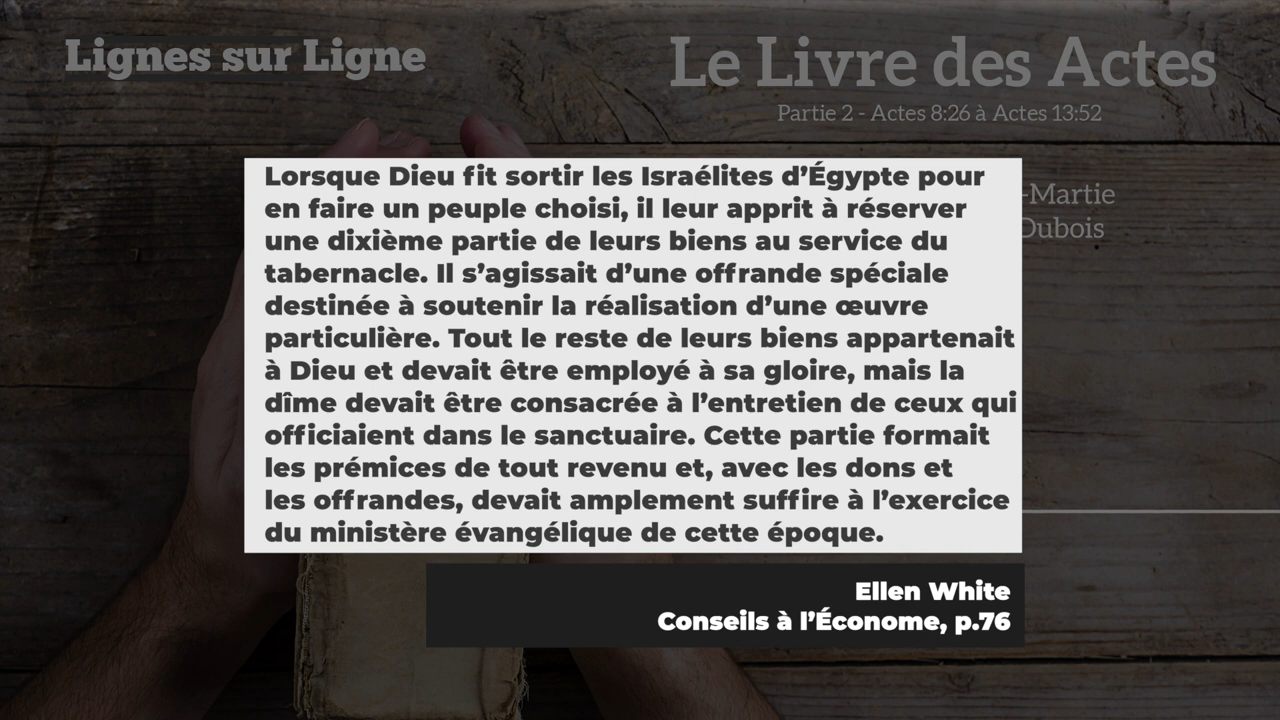 Lignes sur Ligne
Le Livre des Actes
Partie 2 - Actes 8:26 à Actes 13:52
-Martie
Dubois
Lorsque Dieu fit sortir les Israélites d’Égypte pour
en faire un peuple choisi, il leur apprit à réserver
une dixième partie de leurs biens au service du
tabernacle. Il s’agissait d’une offrande spéciale
destinée à soutenir la réalisation d’une œuvre
particulière. Tout le reste de leurs biens appartenait
à Dieu et devait être employé à sa gloire, mais la
dîme devait être consacrée à l’entretien de ceux qui
officiaient dans le sanctuaire. Cette partie formait
les prémices de tout revenu et, avec les dons et
les offrandes, devait amplement suffire à l’exercice
du ministère évangélique de cette époque.
Ellen White
Conseils à l’Économe, p.76